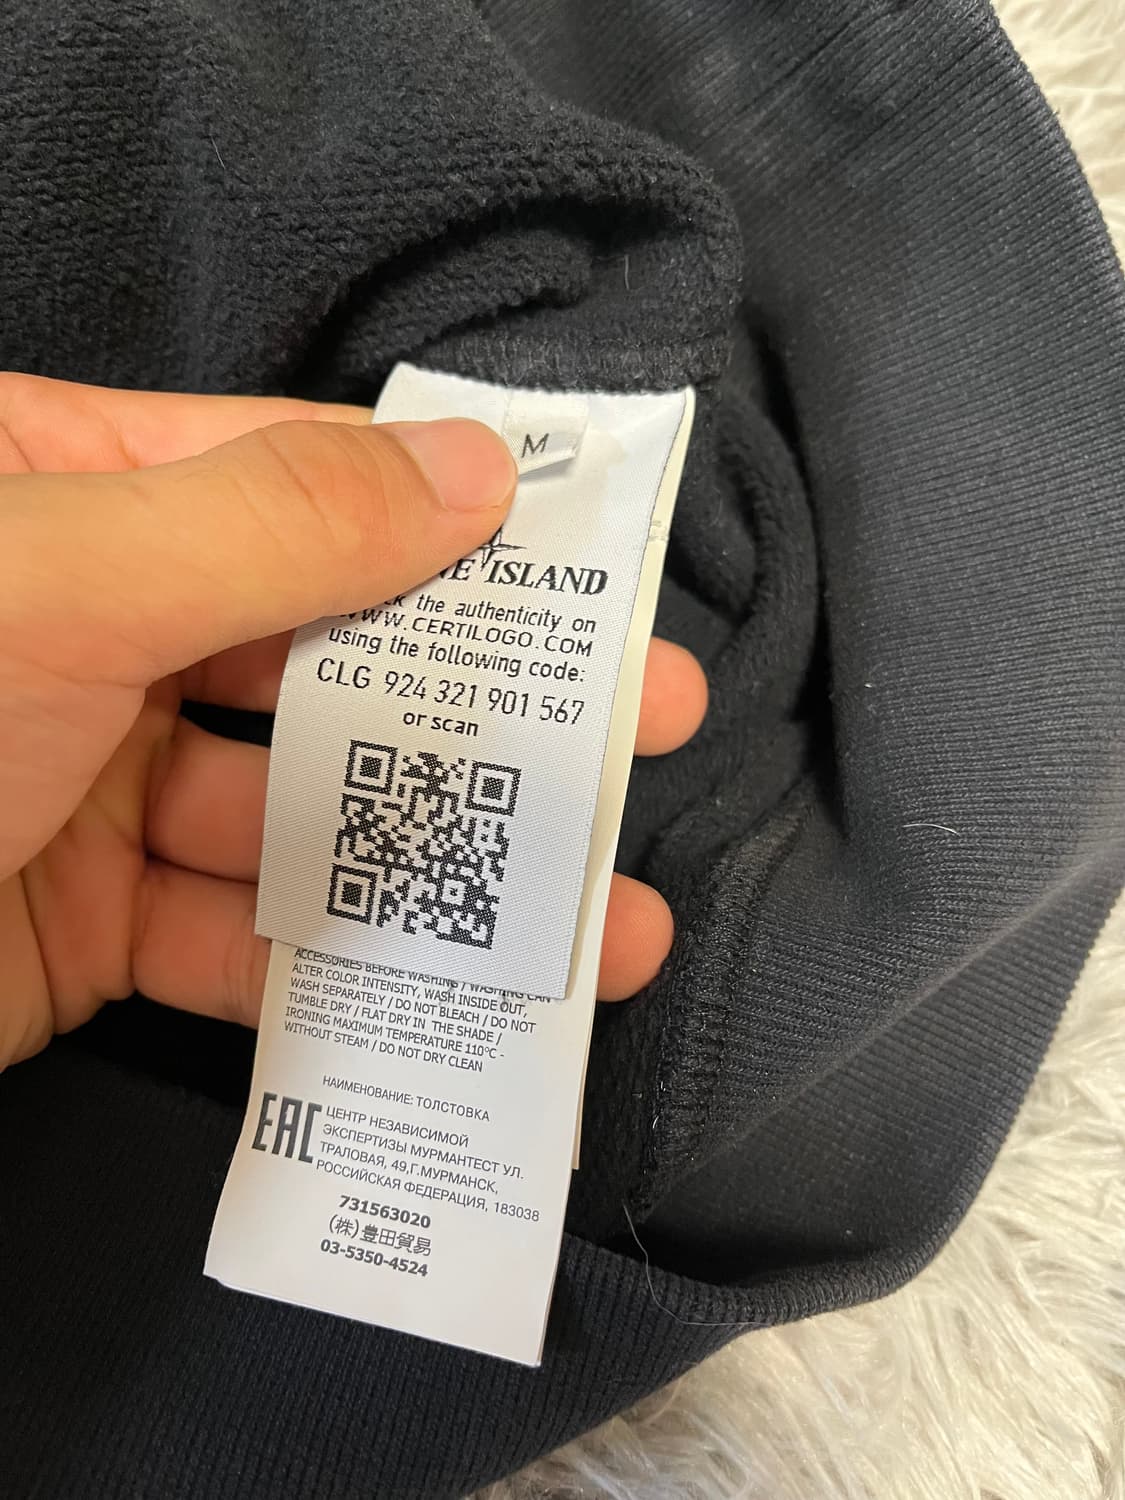 M
ISLAND
the authenticity on
WWW.CERTILOGO.COM
using the following code:
CLG 924 321 901 567
or scan
ACCESSORIES BEFORE WASHING / WASHING CAN
ALTER COLOR INTENSITY, WASH INSIDE OUT,
WASH SEPARATELY / DO NOT BLEACH / DO NOT
TUMBLE DRY / FLAT DRY IN THE SHADE /
IRONING MAXIMUM TEMPERATURE 110°C -
WITHOUT STEAM / DO NOT DRY CLEAN
НАИМЕНОВАНИЕ: ТОЛСТОВКА
EAC
ЦЕНТР НЕЗАВИСИМОЙ
ЭКСПЕРТИЗЫ МУРМАНТЕСТ УЛ.
ТРАЛОВАЯ, 49,Г.МУРМАНСК,
РОССИЙСКАЯ ФЕДЕРАЦИЯ, 183038
731563020
(株)豊田貿易
03-5350-4524